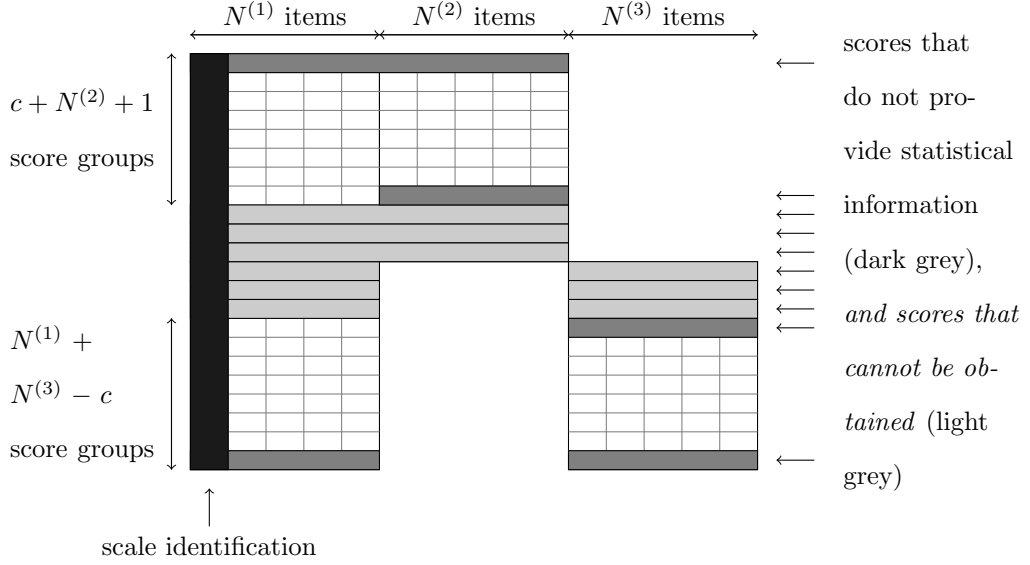 N^(1) items
N^(2) items
N^(3) items
c + N^(2) + 1
score groups
N^(1) +
N^(3) − c
score groups
scores that
do not pro-
vide statistical
information
(dark grey),
and scores that
cannot be ob-
tained (light
grey)
scale identification